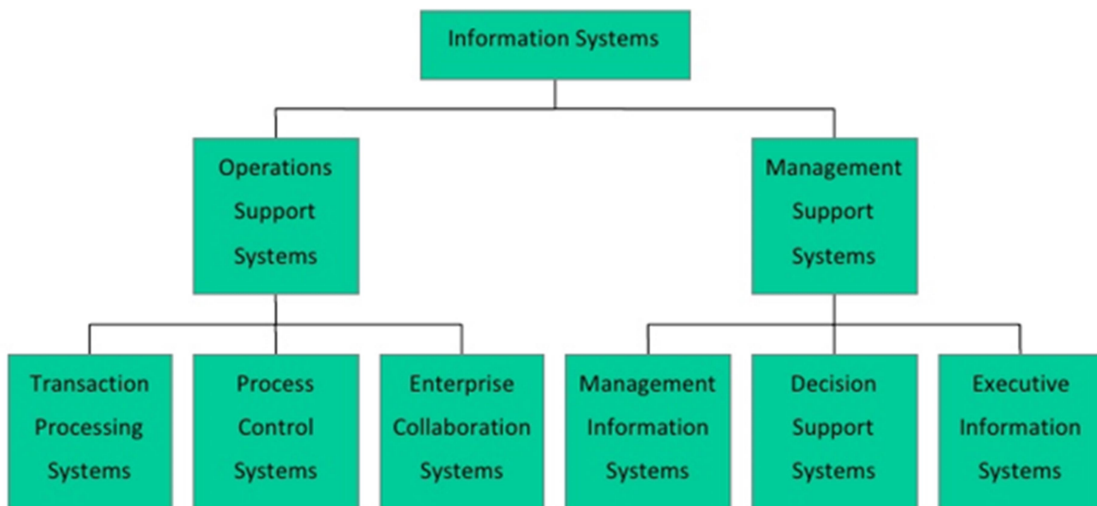 Information Systems
Operations
Support
Systems
Management
Support
Systems
Transaction
Processing
Systems
Process
Control
Systems
Enterprise
Collaboration
Systems
Management
Information
Systems
Decision
Support
Systems
Executive
Information
Systems